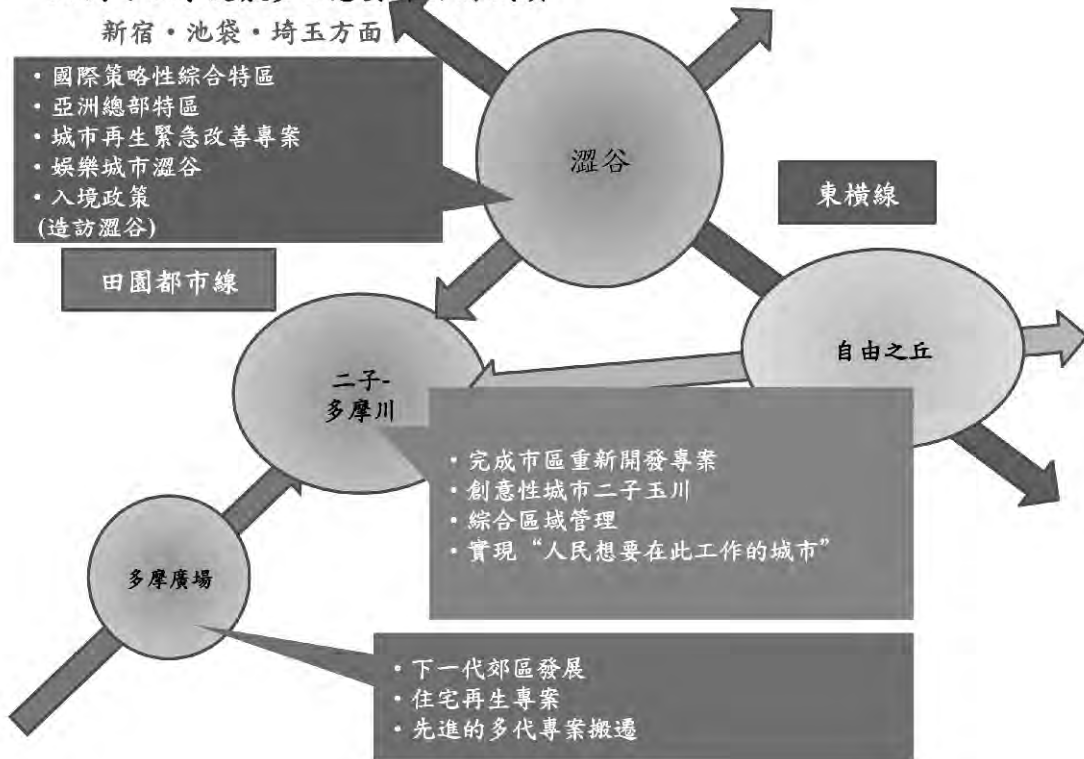 新宿・池袋・埼玉方面
・國際策略性綜合特區
・亞洲總部特區
・城市再生緊急改善專案
・娛樂城市澀谷
・入境政策
(造訪澀谷)
澀谷
東橫線
田園都市線
自由之丘
二子-
多摩川
・完成市區重新開發專案
・創意性城市二子玉川
・綜合區域管理
・實現“人民想要在此工作的城市”
多摩廣場
・下一代郊區發展
・住宅再生專案
・先進的多代專案搬遷